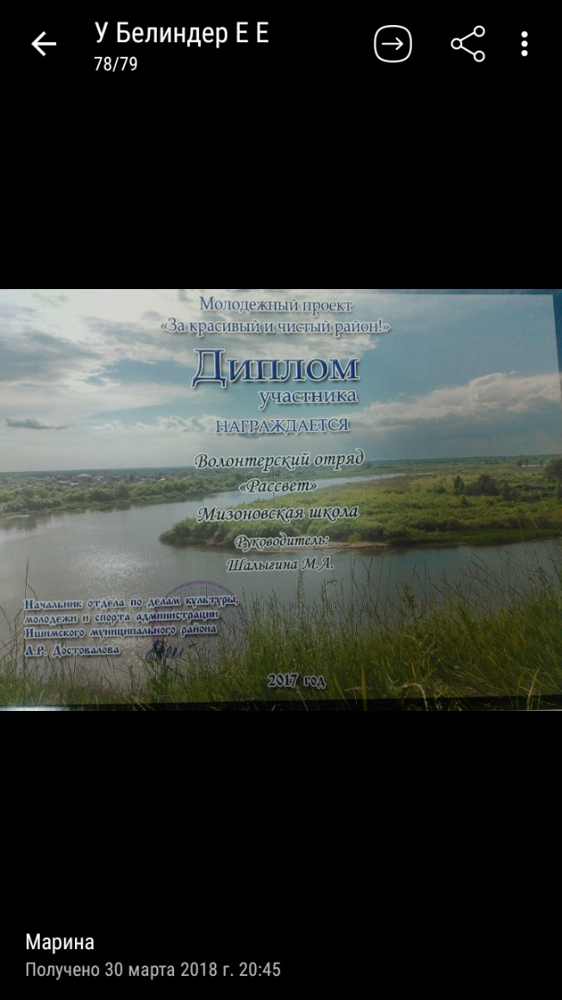 У Белиндер Е Е
78/79
Молодежный проект
«За красивый и чистый район!»
Диплом
участника
НАГРАЖДАЕТСЯ
Волонтерский отряд
«Рассвет»
Мизоновская школа
Руководитель:
Шалыгина М.А.
Начальник отдела по делам культуры,
молодежи и спорта администрации
Ишимского муниципального района
Л.Р. Достовалова
2017 год
Марина
Получено 30 марта 2018 г. 20:45